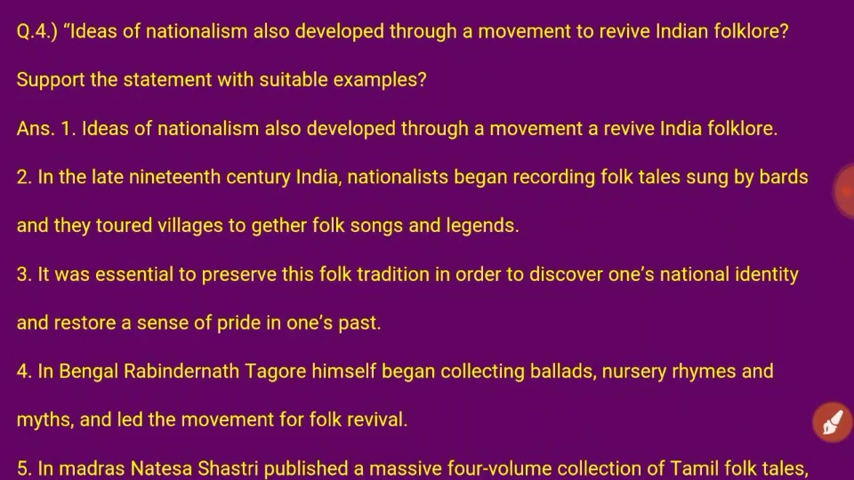 Q.4.) “Ideas of nationalism also developed through a movement to revive Indian folklore?
Support the statement with suitable examples?
Ans. 1. Ideas of nationalism also developed through a movement a revive India folklore.
2. In the late nineteenth century India, nationalists began recording folk tales sung by bards
and they toured villages to gether folk songs and legends.
3. It was essential to preserve this folk tradition in order to discover one’s national identity
and restore a sense of pride in one’s past.
4. In Bengal Rabindernath Tagore himself began collecting ballads, nursery rhymes and
myths, and led the movement for folk revival.
5. In madras Natesa Shastri published a massive four-volume collection of Tamil folk tales,